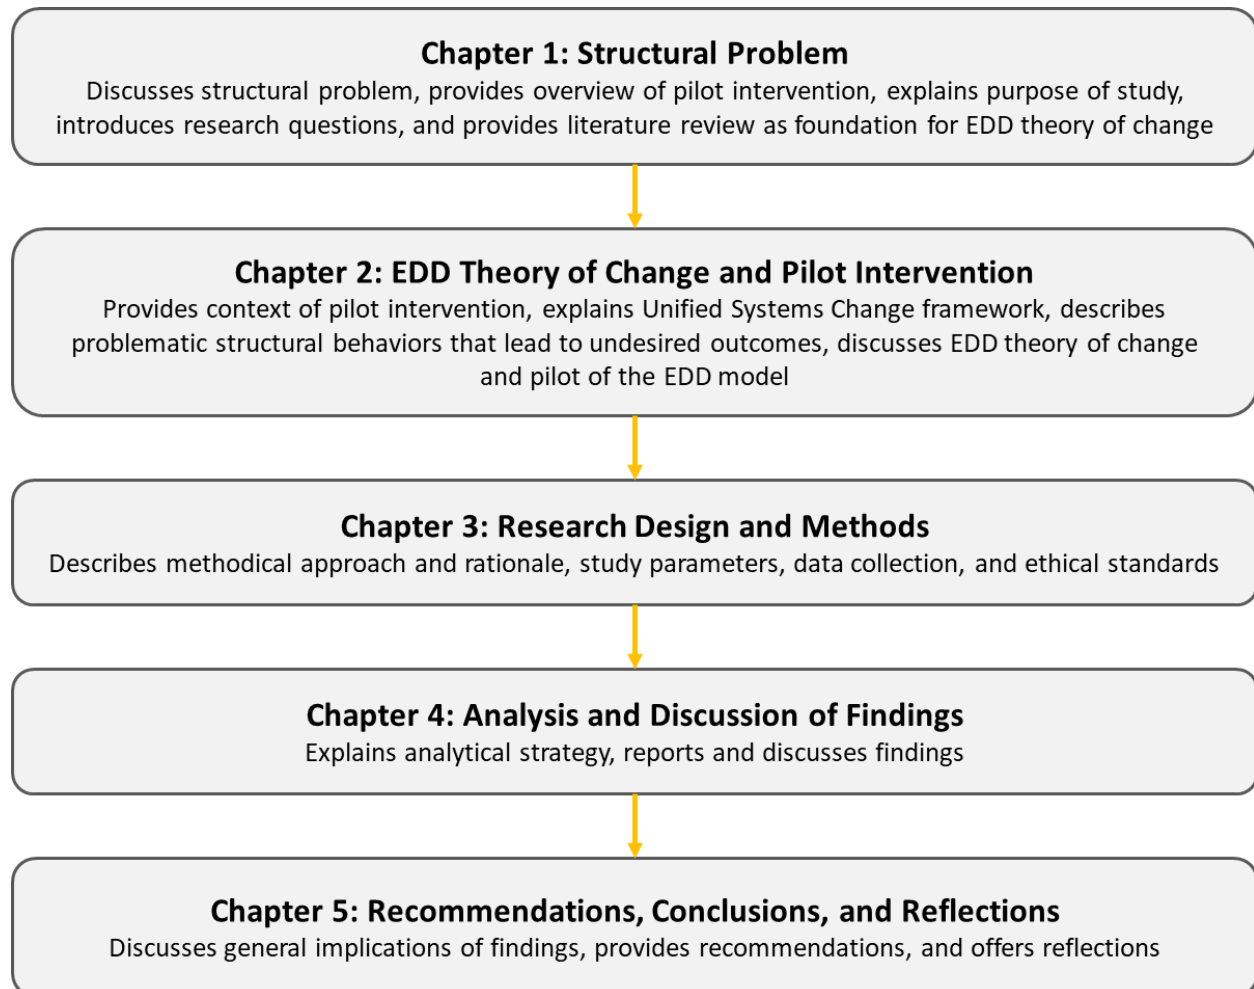 Chapter 1: Structural Problem
Discusses structural problem, provides overview of pilot intervention, explains purpose of study,
introduces research questions, and provides literature review as foundation for EDD theory of change
Chapter 2: EDD Theory of Change and Pilot Intervention
Provides context of pilot intervention, explains Unified Systems Change framework, describes
problematic structural behaviors that lead to undesired outcomes, discusses EDD theory of change
and pilot of the EDD model
Chapter 3: Research Design and Methods
Describes methodical approach and rationale, study parameters, data collection, and ethical standards
Chapter 4: Analysis and Discussion of Findings
Explains analytical strategy, reports and discusses findings
Chapter 5: Recommendations, Conclusions, and Reflections
Discusses general implications of findings, provides recommendations, and offers reflections